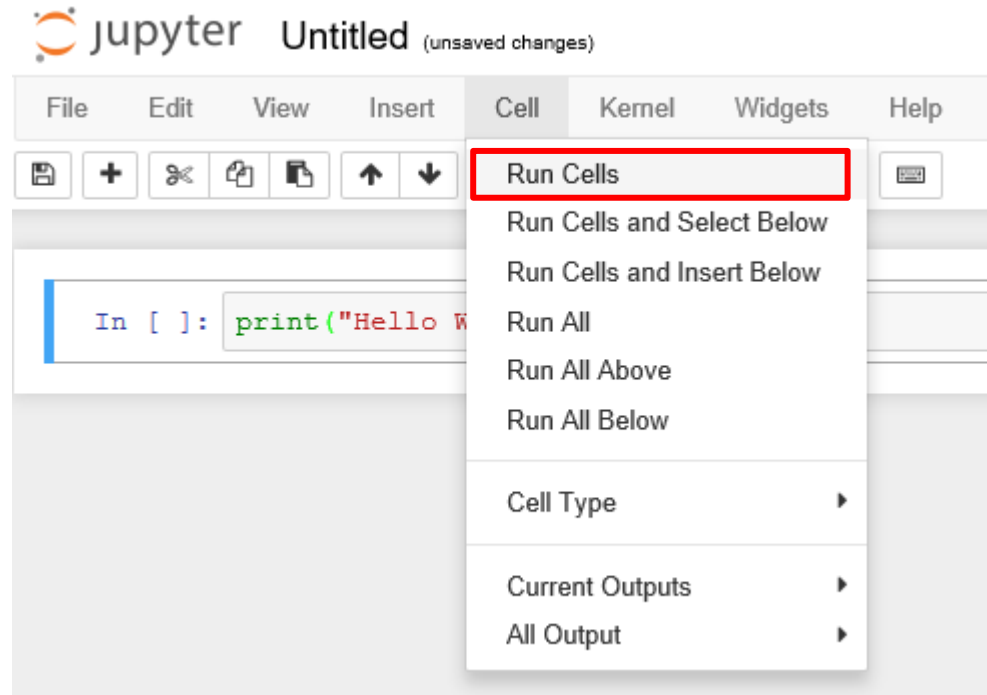 jupyter Untitled (unsaved changes)
File Edit View Insert Cell Kernel Widgets Help
Run Cells
Run Cells and Select Below
Run Cells and Insert Below
In [ ]: print("Hello
Run All
Run All Above
Run All Below
Cell Type
Current Outputs
All Output